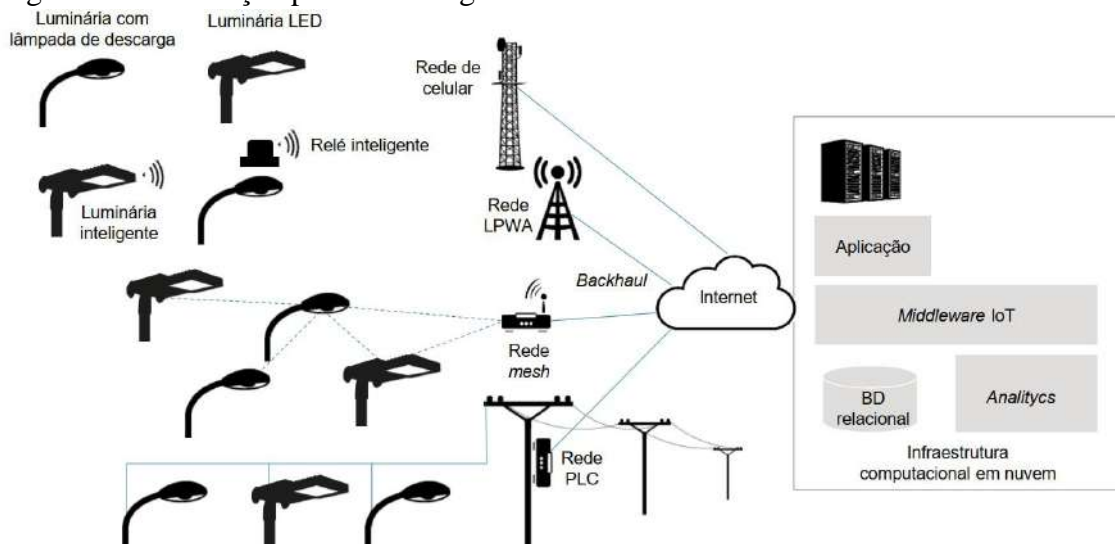 Luminária com
lâmpada de descarga
Luminária LED
Rede de
celular
Relé inteligente
Luminária
inteligente
Rede
LPWA
Aplicação
Backhaul
Internet
Middleware IoT
Rede
mesh
BD
relacional
Analitycs
Rede
PLC
Infraestrutura
computacional em nuvem